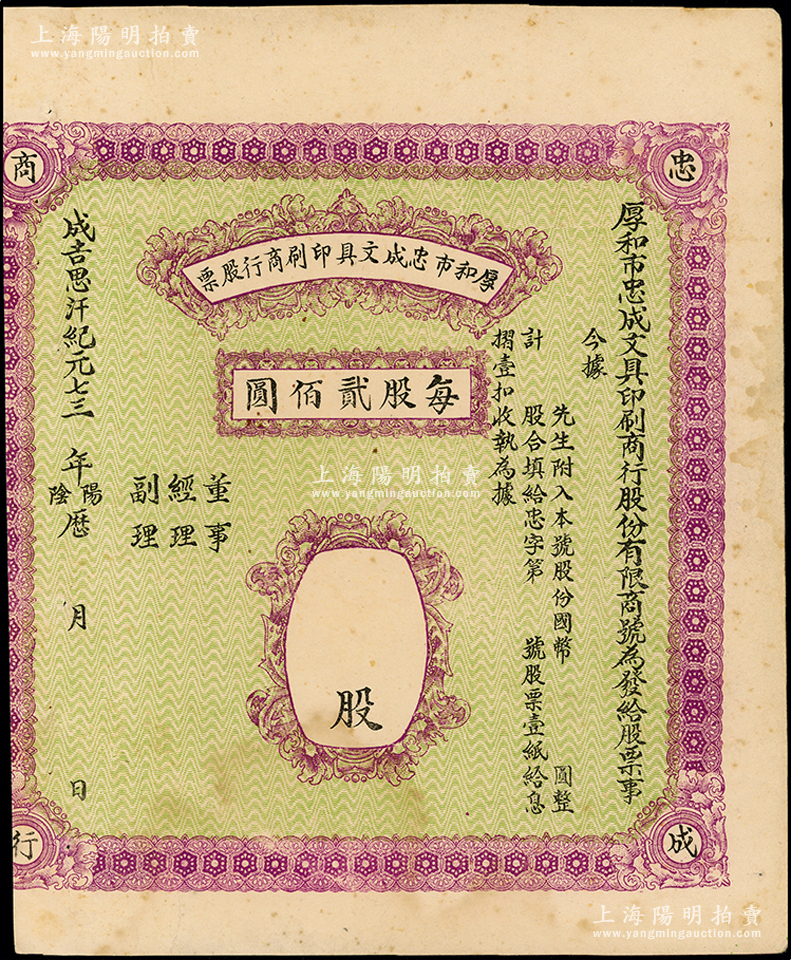 上海陽明拍賣
www.yangmingauction.com
忠
成
商
行
厚和市忠成文具印刷商行股票
每股貳佰圓
厚和市忠成文具印刷商行股份有限商號為發給股票事
今據
先生附入本號股份國幣 圓整
計 股合填給忠字第 號股票壹紙給息
摺壹扣收執為據
股
董事
經理
副理
成吉思汗紀元七三 年陽陰曆 月 日
上海陽明拍賣
www.yangmingauction.com
上海陽明拍賣
www.yangmingauction.com